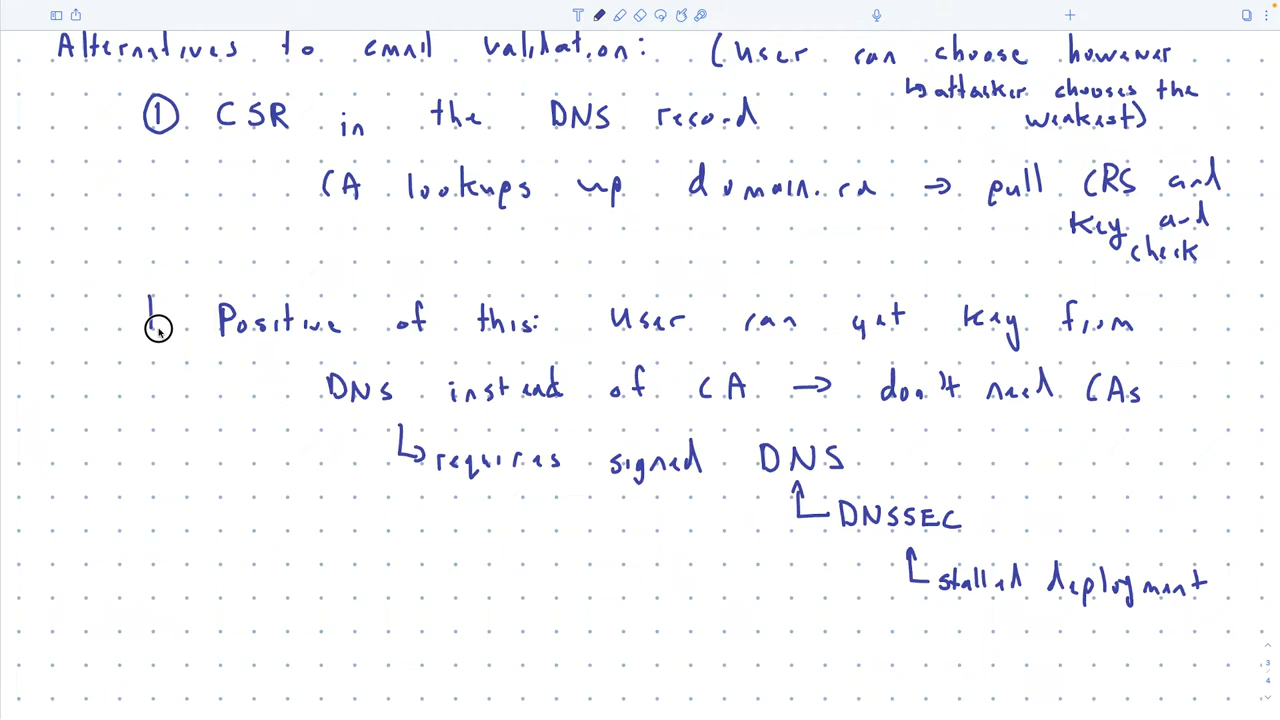 Alternatives to email validation: (User can choose however
↳ attacker chooses the
weakest)
① CSR in the DNS record
CA lookups up domain.ca → pull CRS and
key and
check
Positive of this: User can get key from
DNS instead of CA → don't need CAs
↳ requires signed DNS
DNSSEC
stalled deployment
3
4